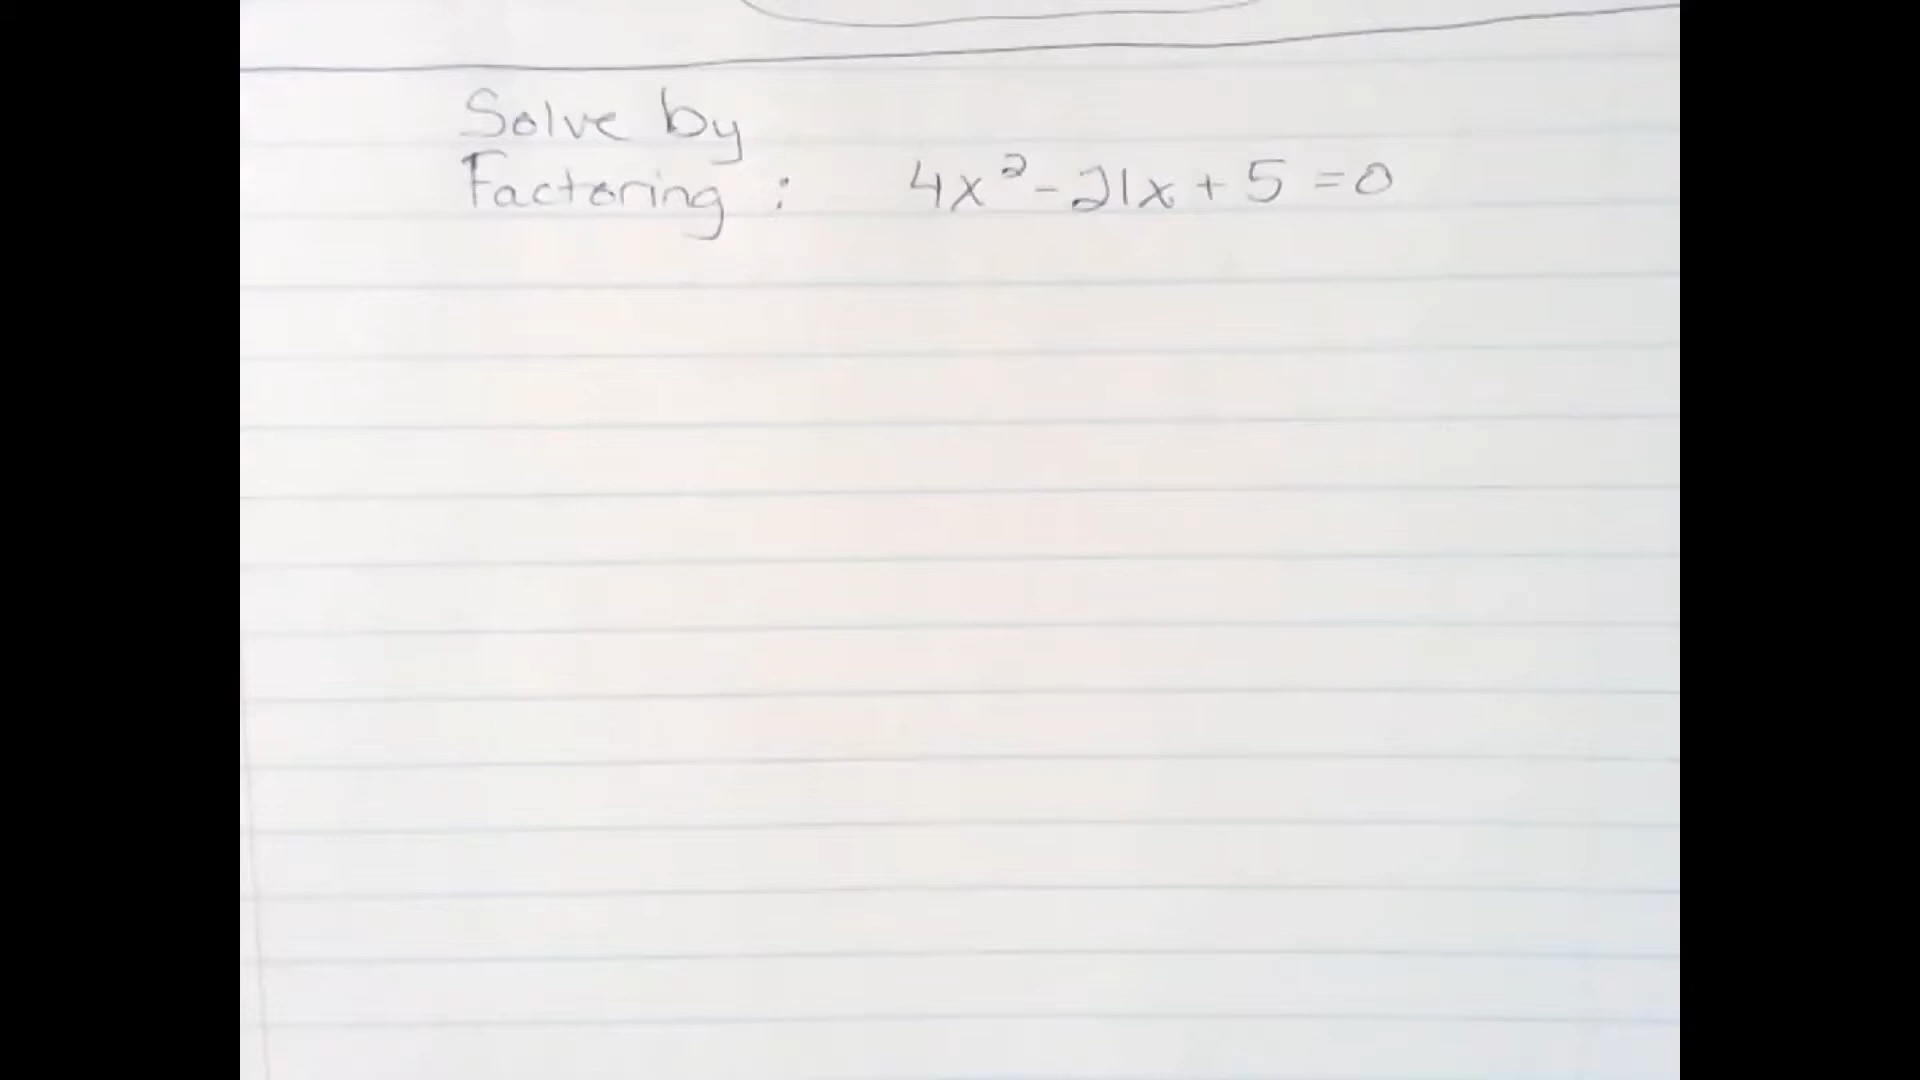 Solve by
Factoring : 4x² - 21x + 5 = 0